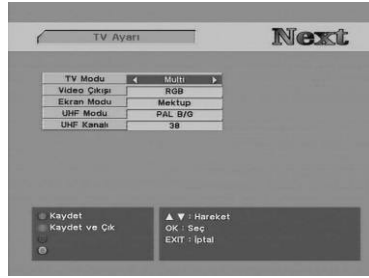 TV Ayarı
Next
TV Modu ◄ Multi ►
Video Çıkışı RGB
Ekran Modu Mektup
UHF Modu PAL B/G
UHF Kanalı 38
Kaydet
Kaydet ve Çık
▲ ▼ : Hareket
OK : Seç
EXIT : İptal